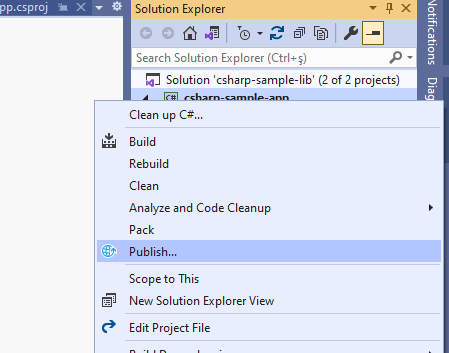 pp.csproj
Solution Explorer
Search Solution Explorer (Ctrl+ş)
Solution 'csharp-sample-lib' (2 of 2 projects)
C# csharp-sample-app
Clean up C#...
Build
Rebuild
Clean
Analyze and Code Cleanup
Pack
Publish...
Scope to This
New Solution Explorer View
Edit Project File
Build Dependencies
Notifications
Diag